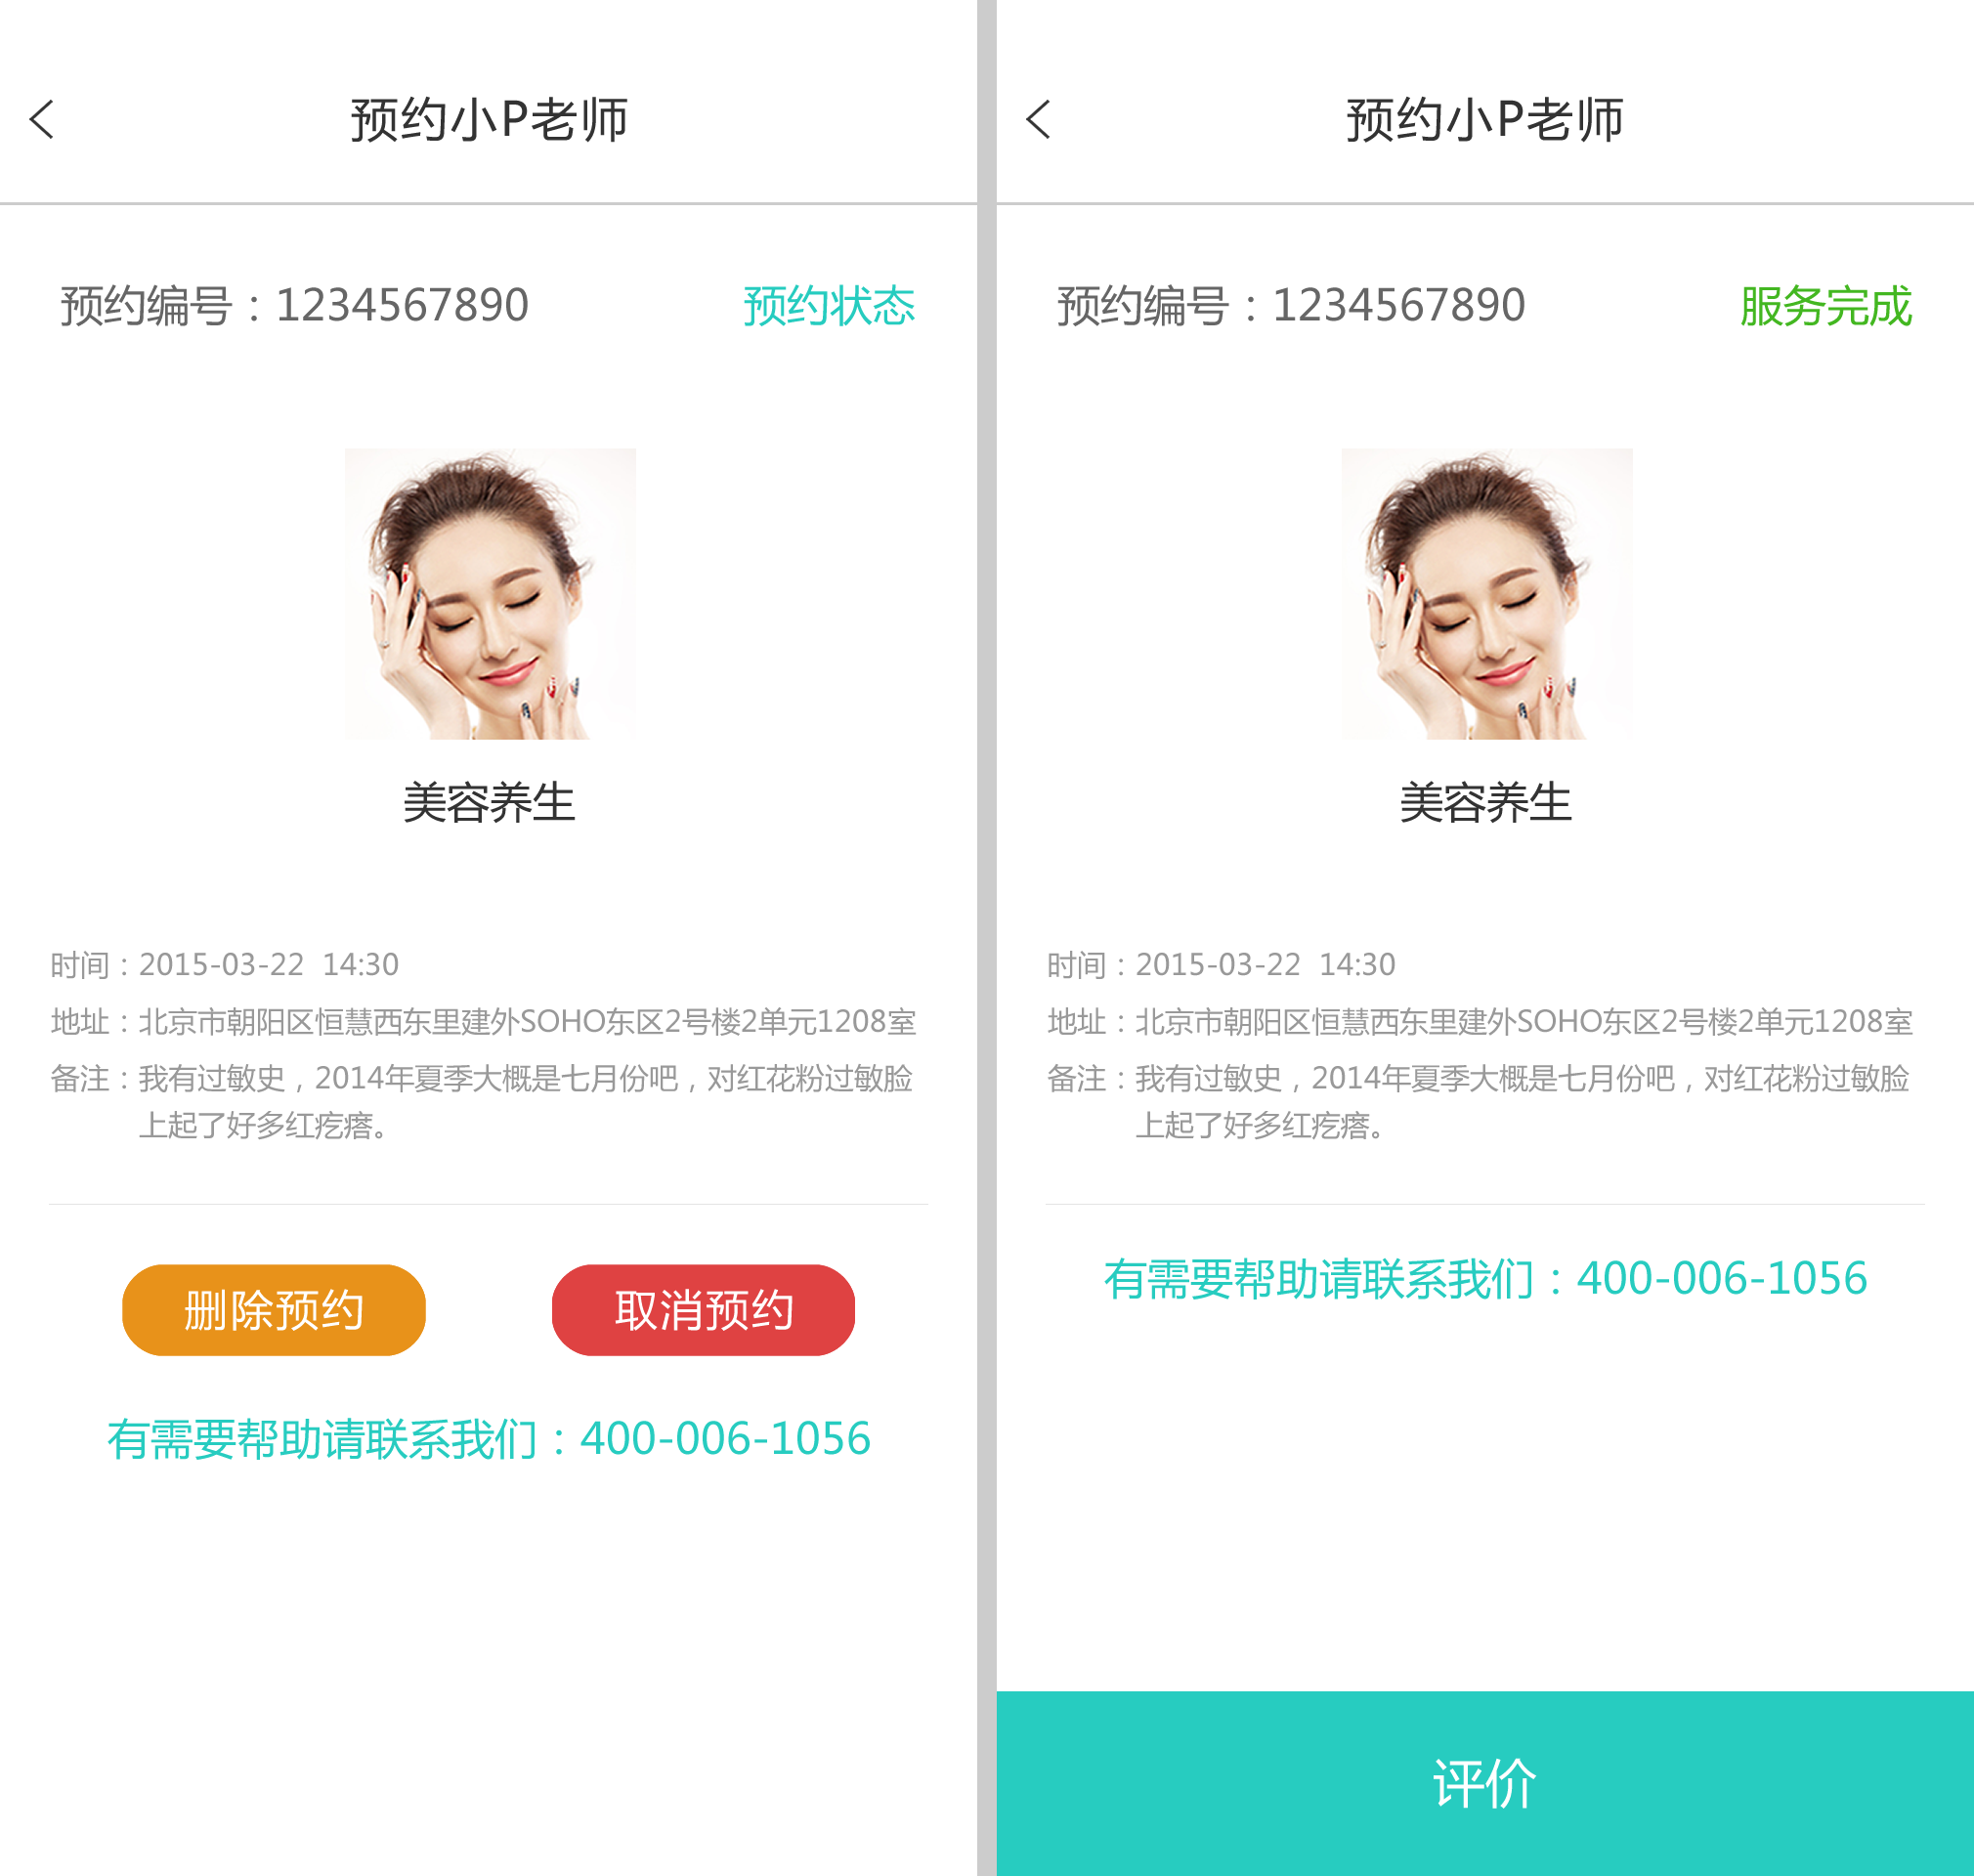 预约小P老师
预约编号：1234567890
预约状态
美容养生
时间：2015-03-22 14:30
地址：北京市朝阳区恒慧西东里建外SOHO东区2号楼2单元1208室
备注：我有过敏史，2014年夏季大概是七月份吧，对红花粉过敏脸
上起了好多红疙瘩。
删除预约
取消预约
有需要帮助请联系我们：400-006-1056
预约小P老师
预约编号：1234567890
服务完成
美容养生
时间：2015-03-22 14:30
地址：北京市朝阳区恒慧西东里建外SOHO东区2号楼2单元1208室
备注：我有过敏史，2014年夏季大概是七月份吧，对红花粉过敏脸
上起了好多红疙瘩。
有需要帮助请联系我们：400-006-1056
评价